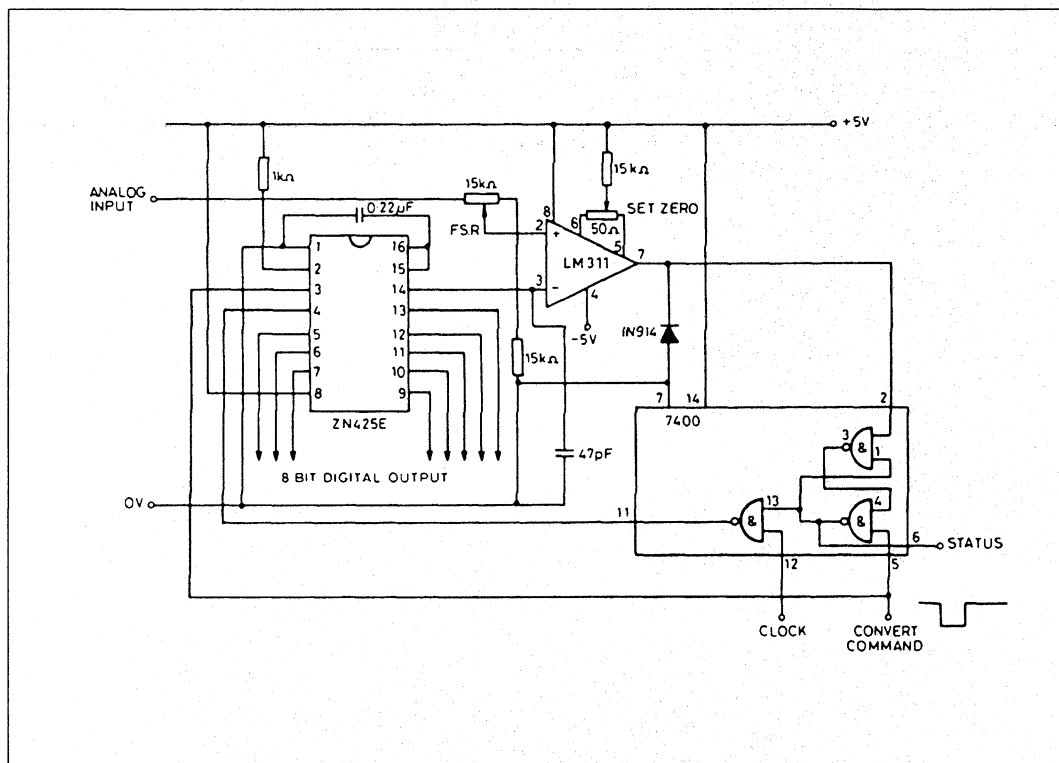 +5V
1kΩ
15kΩ
ANALOG
INPUT
15kΩ
0·22µF
F.S.R
SET ZERO
50Ω
8
6
5
2
+
7
LM311
3
−
4
−5V
1
2
3
4
5
6
7
8
16
15
14
13
12
11
10
9
ZN425E
IN914
15kΩ
7
14
7400
2
47pF
8 BIT DIGITAL OUTPUT
0V
3
&
1
4
&
13
11
&
6
STATUS
12
5
CLOCK
CONVERT
COMMAND